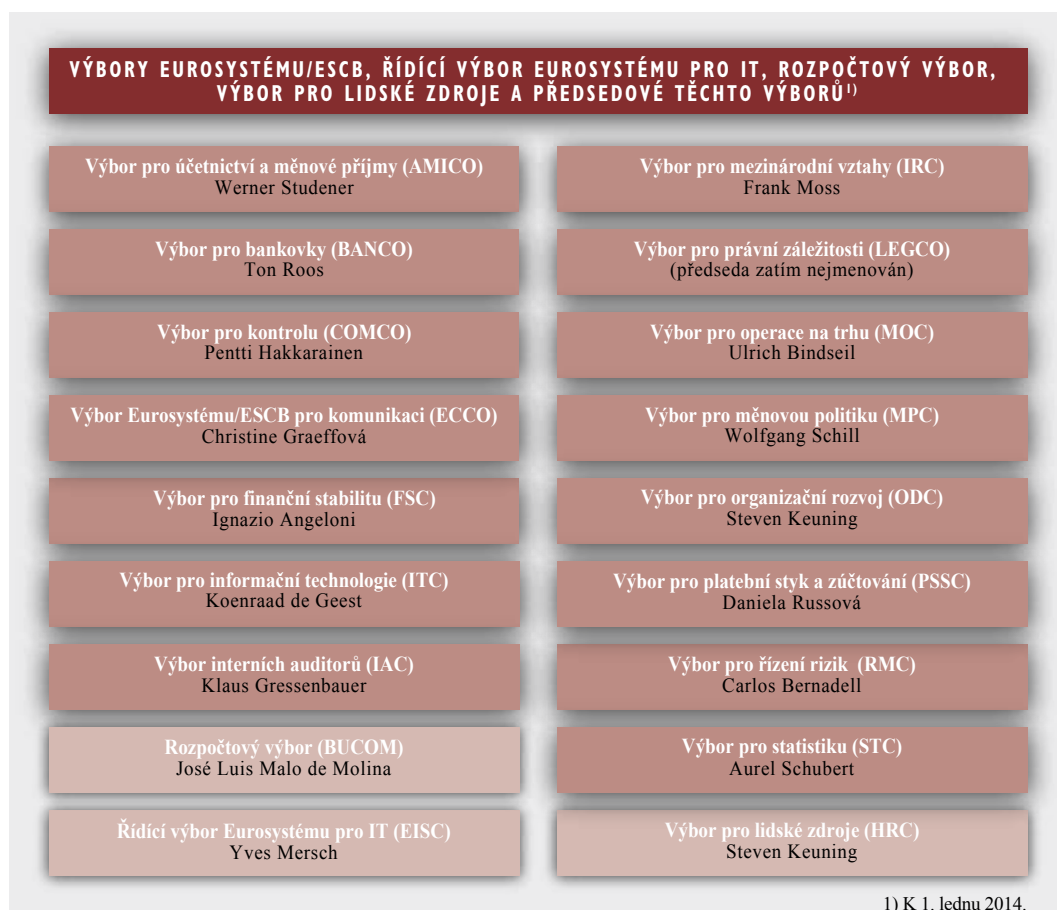 VÝBORY EUROSYSTÉMU/ESCB, ŘÍDÍCÍ VÝBOR EUROSYSTÉMU PRO IT, ROZPOČTOVÝ VÝBOR,
VÝBOR PRO LIDSKÉ ZDROJE A PŘEDSEDOVÉ TĚCHTO VÝBORŮ1)
Výbor pro účetnictví a měnové příjmy (AMICO)
Werner Studener
Výbor pro bankovky (BANCO)
Ton Roos
Výbor pro kontrolu (COMCO)
Pentti Hakkarainen
Výbor Eurosystému/ESCB pro komunikaci (ECCO)
Christine Graeffová
Výbor pro finanční stabilitu (FSC)
Ignazio Angeloni
Výbor pro informační technologie (ITC)
Koenraad de Geest
Výbor interních auditorů (IAC)
Klaus Gressenbauer
Rozpočtový výbor (BUCOM)
José Luis Malo de Molina
Řídící výbor Eurosystému pro IT (EISC)
Yves Mersch
Výbor pro mezinárodní vztahy (IRC)
Frank Moss
Výbor pro právní záležitosti (LEGCO)
(předseda zatím nejmenován)
Výbor pro operace na trhu (MOC)
Ulrich Bindseil
Výbor pro měnovou politiku (MPC)
Wolfgang Schill
Výbor pro organizační rozvoj (ODC)
Steven Keuning
Výbor pro platební styk a zúčtování (PSSC)
Daniela Russová
Výbor pro řízení rizik (RMC)
Carlos Bernadell
Výbor pro statistiku (STC)
Aurel Schubert
Výbor pro lidské zdroje (HRC)
Steven Keuning
1) K 1. lednu 2014.